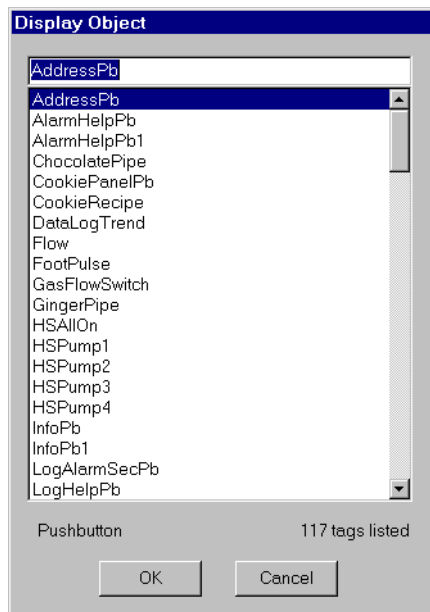 Display Object
AddressPb
AddressPb
AlarmHelpPb
AlarmHelpPb1
ChocolatePipe
CookiePanelPb
CookieRecipe
DataLogTrend
Flow
FootPulse
GasFlowSwitch
GingerPipe
HSAllOn
HSPump1
HSPump2
HSPump3
HSPump4
InfoPb
InfoPb1
LogAlarmSecPb
LogHelpPb
Pushbutton 117 tags listed
OK Cancel